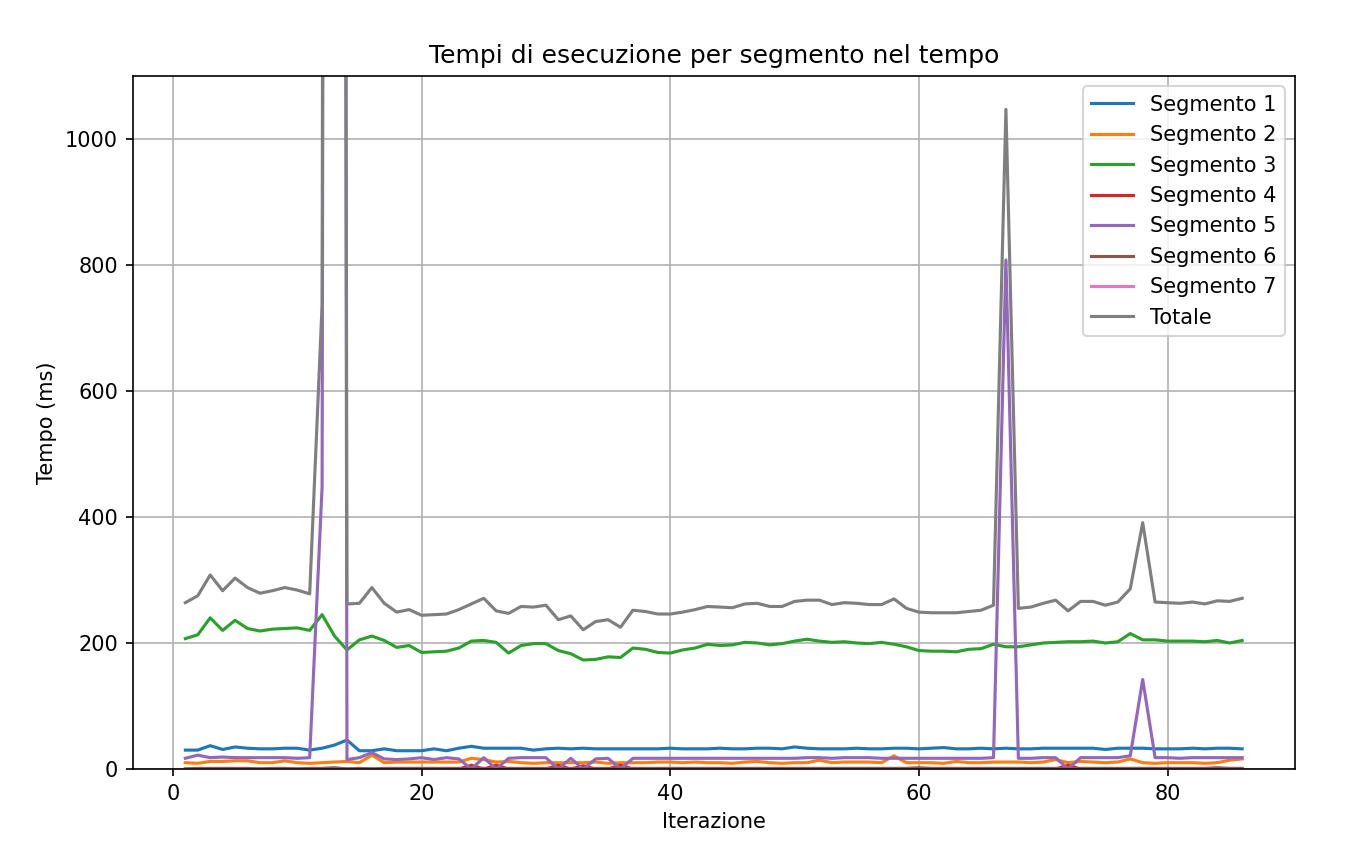 Tempi di esecuzione per segmento nel tempo
1000
800
600
400
200
0
Tempo (ms)
Segmento 1
Segmento 2
Segmento 3
Segmento 4
Segmento 5
Segmento 6
Segmento 7
Totale
0
20
40
60
80
Iterazione